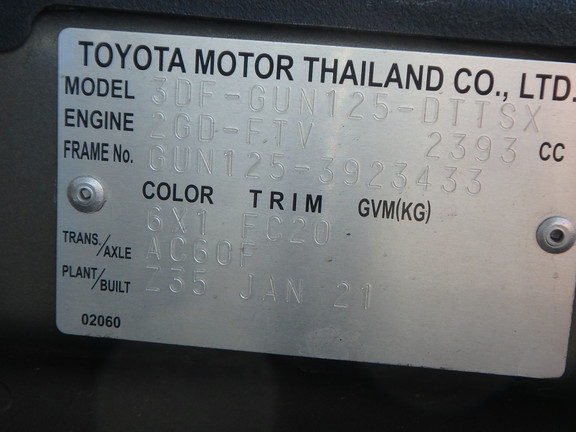 TOYOTA MOTOR THAILAND CO., LTD.
MODEL 3DF-GUN125-DTTSX
ENGINE 2GD-FTV 2393 CC
FRAME No. GUN125-3923433
COLOR TRIM GVM(KG)
6X1 FC20
TRANS./AXLE AC60F
PLANT/BUILT Z35 JAN 21
02060